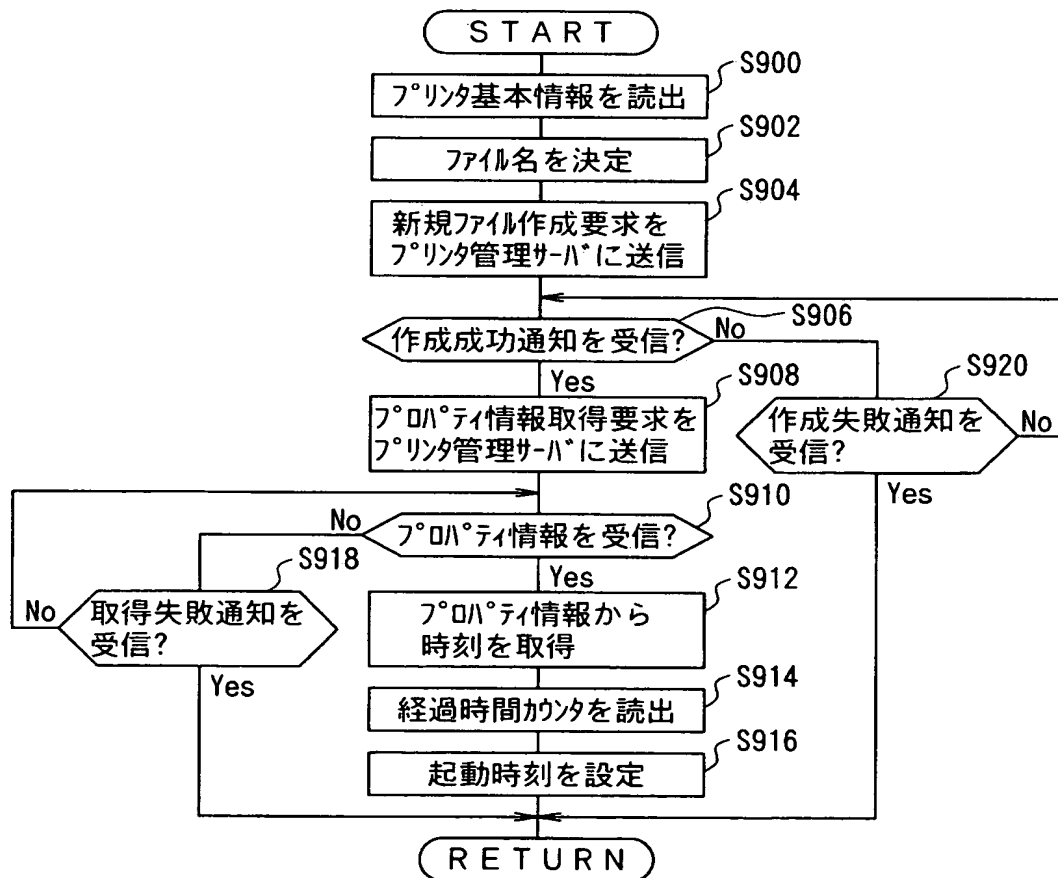 START
S900
プリンタ基本情報を読出
S902
ファイル名を決定
S904
新規ファイル作成要求を
プリンタ管理サーバに送信
S906
作成成功通知を受信?
No
Yes
S908
プロパティ情報取得要求を
プリンタ管理サーバに送信
S920
作成失敗通知を
受信?
No
Yes
S910
プロパティ情報を受信?
No
Yes
S918
取得失敗通知を
受信?
No
Yes
S912
プロパティ情報から
時刻を取得
S914
経過時間カウンタを読出
S916
起動時刻を設定
RETURN